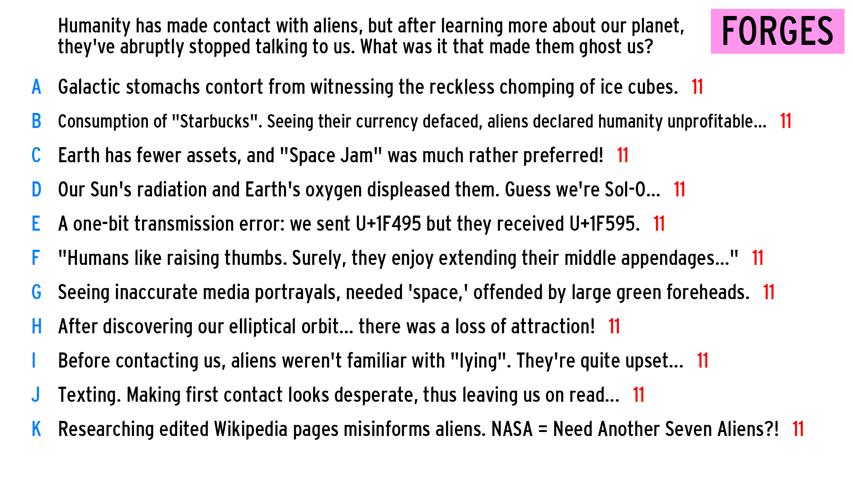 Humanity has made contact with aliens, but after learning more about our planet,
they've abruptly stopped talking to us. What was it that made them ghost us?
FORGES
A Galactic stomachs contort from witnessing the reckless chomping of ice cubes. 11
B Consumption of "Starbucks". Seeing their currency defaced, aliens declared humanity unprofitable... 11
C Earth has fewer assets, and "Space Jam" was much rather preferred! 11
D Our Sun's radiation and Earth's oxygen displeased them. Guess we're Sol-O... 11
E A one-bit transmission error: we sent U+1F495 but they received U+1F595. 11
F "Humans like raising thumbs. Surely, they enjoy extending their middle appendages..." 11
G Seeing inaccurate media portrayals, needed 'space,' offended by large green foreheads. 11
H After discovering our elliptical orbit... there was a loss of attraction! 11
I Before contacting us, aliens weren't familiar with "lying". They're quite upset... 11
J Texting. Making first contact looks desperate, thus leaving us on read... 11
K Researching edited Wikipedia pages misinforms aliens. NASA = Need Another Seven Aliens?! 11